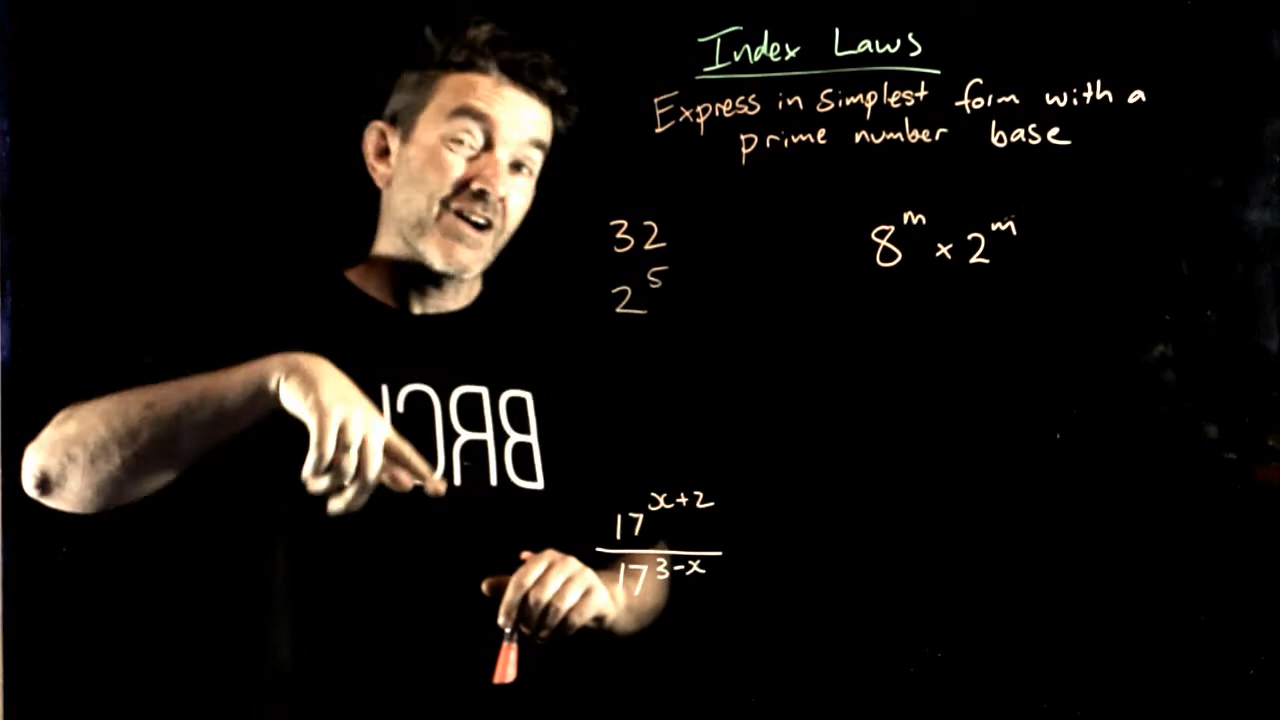 Index Laws
Express in simplest form with a
prime number base
32
2^5
8^m × 2^m
17^{x+2}
17^{3-x}
BRC